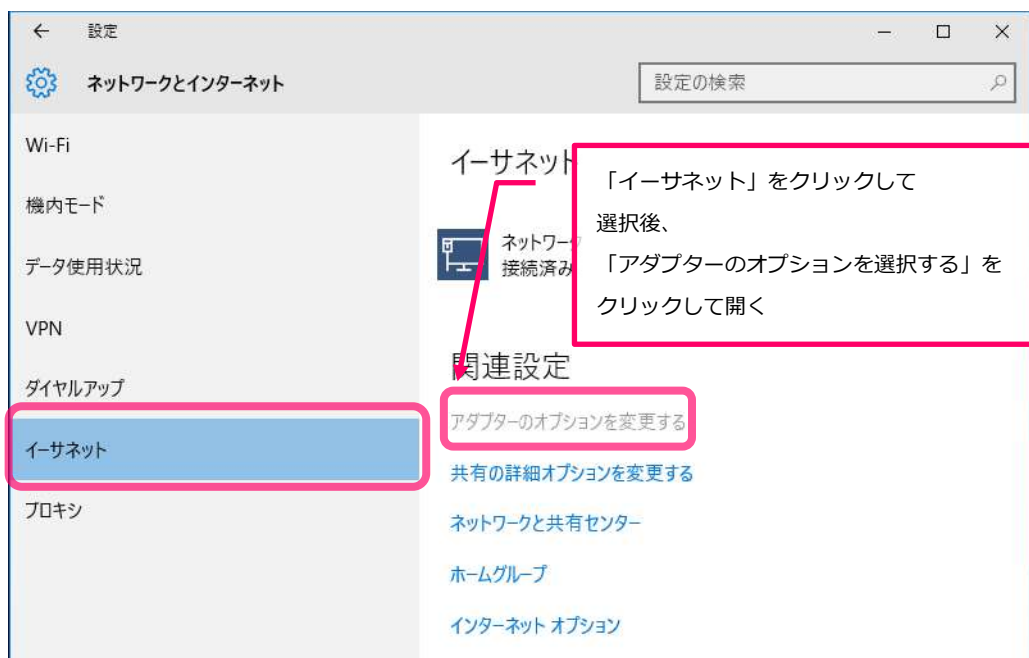 設定
ネットワークとインターネット
設定の検索
Wi-Fi
機内モード
データ使用状況
VPN
ダイヤルアップ
イーサネット
プロキシ
イーサネット
ネットワーク
接続済み
「イーサネット」をクリックして
選択後、
「アダプターのオプションを選択する」を
クリックして開く
関連設定
アダプターのオプションを変更する
共有の詳細オプションを変更する
ネットワークと共有センター
ホームグループ
インターネット オプション